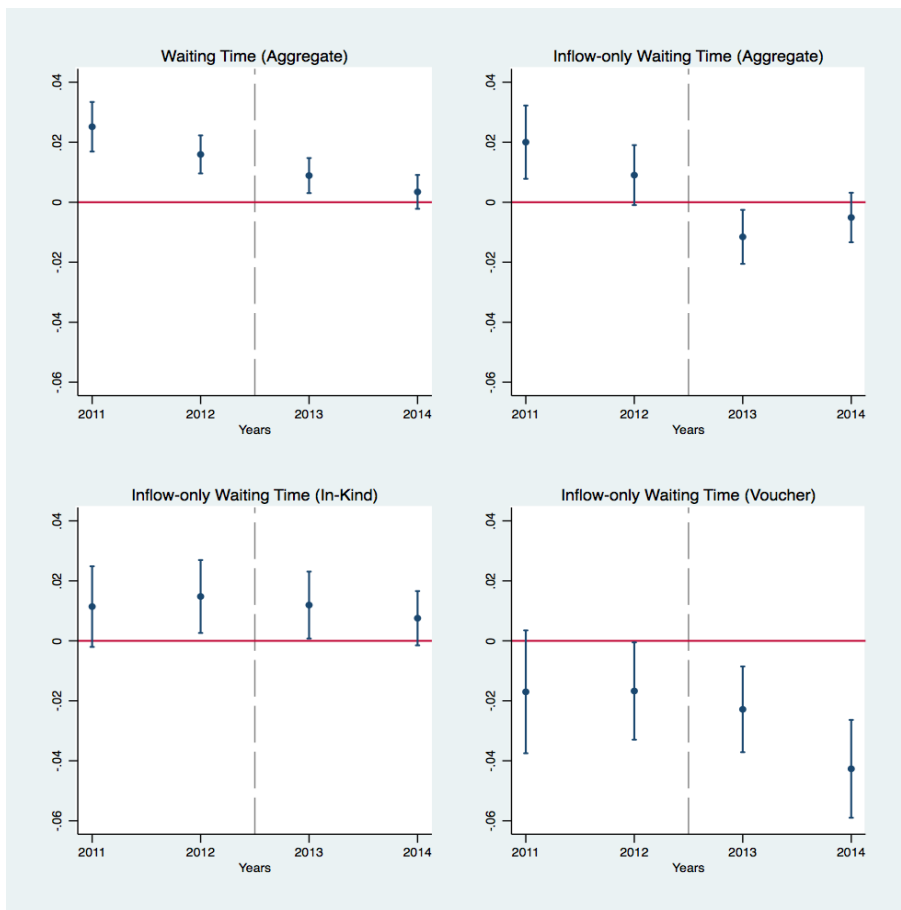 Waiting Time (Aggregate)
.04
.02
0
-.02
-.04
-.06
2011 2012 2013 2014
Years
Inflow-only Waiting Time (Aggregate)
.04
.02
0
-.02
-.04
-.06
2011 2012 2013 2014
Years
Inflow-only Waiting Time (In-Kind)
.04
.02
0
-.02
-.04
-.06
2011 2012 2013 2014
Years
Inflow-only Waiting Time (Voucher)
.04
.02
0
-.02
-.04
-.06
2011 2012 2013 2014
Years